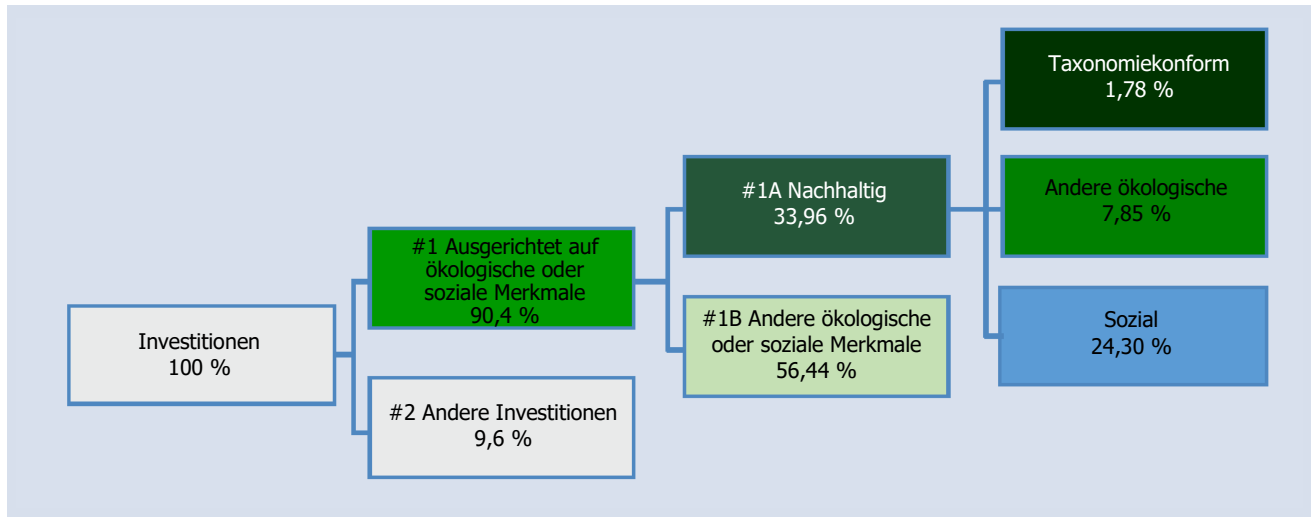 Investitionen
100 %
#1 Ausgerichtet auf
ökologische oder
soziale Merkmale
90,4 %
#2 Andere Investitionen
9,6 %
#1A Nachhaltig
33,96 %
#1B Andere ökologische
oder soziale Merkmale
56,44 %
Taxonomiekonform
1,78 %
Andere ökologische
7,85 %
Sozial
24,30 %